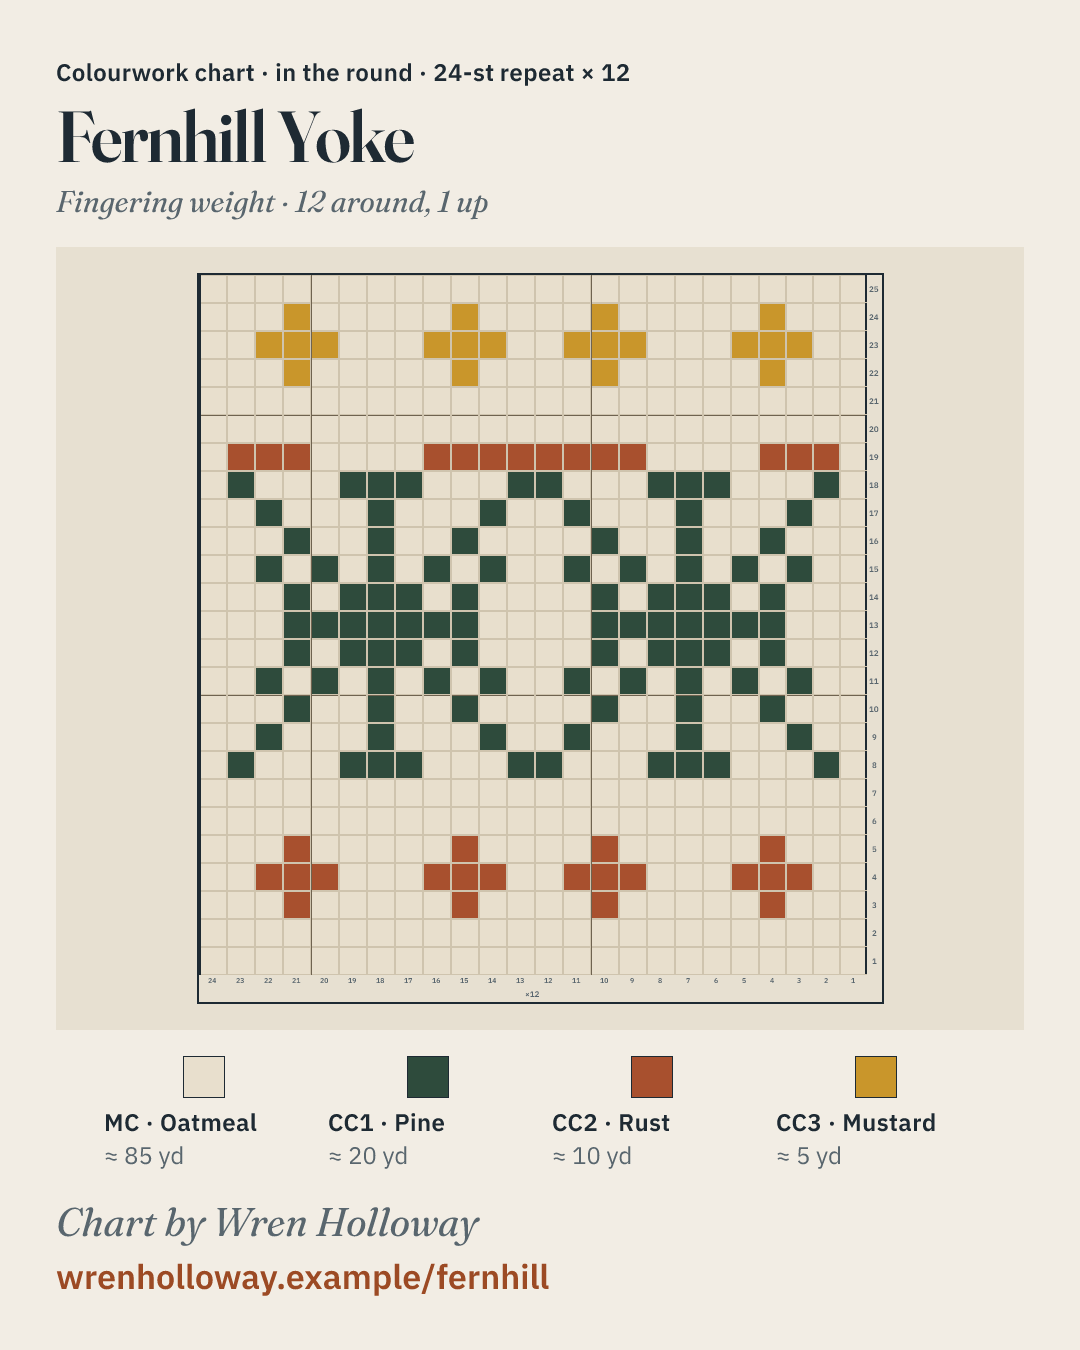 Colourwork chart · in the round · 24-st repeat × 12
Fernhill Yoke
Fingering weight · 12 around, 1 up
25
24
23
22
21
20
19
18
17
16
15
14
13
12
11
10
9
8
7
6
5
4
3
2
1
24 23 22 21 20 19 18 17 16 15 14 13 12 11 10 9 8 7 6 5 4 3 2 1
×12
MC · Oatmeal
≈ 85 yd
CC1 · Pine
≈ 20 yd
CC2 · Rust
≈ 10 yd
CC3 · Mustard
≈ 5 yd
Chart by Wren Holloway
wrenholloway.example/fernhill